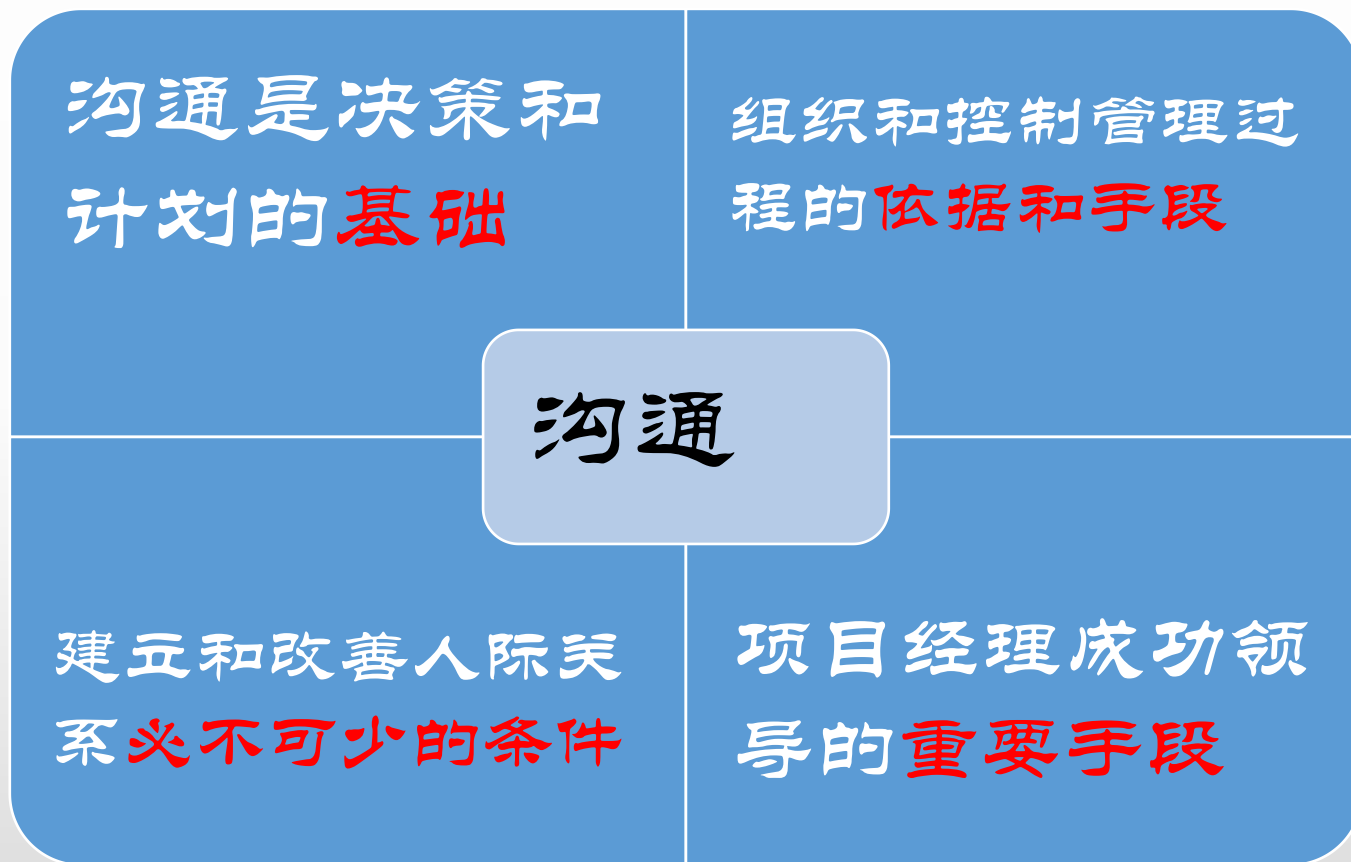 沟通是决策和
计划的基础
组织和控制管理过
程的依据和手段
沟通
建立和改善人际关
系必不可少的条件
项目经理成功领
导的重要手段